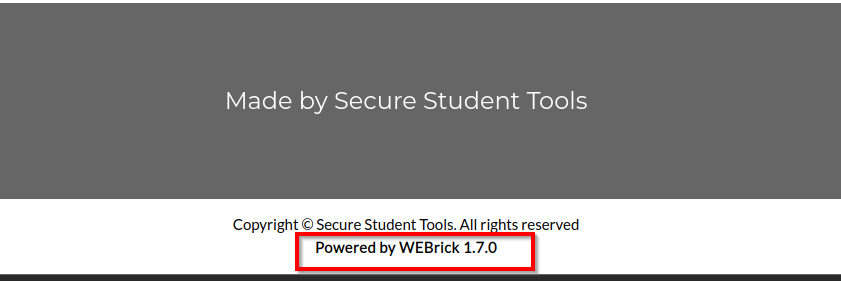 Made by Secure Student Tools
Copyright © Secure Student Tools. All rights reserved
Powered by WEBrick 1.7.0